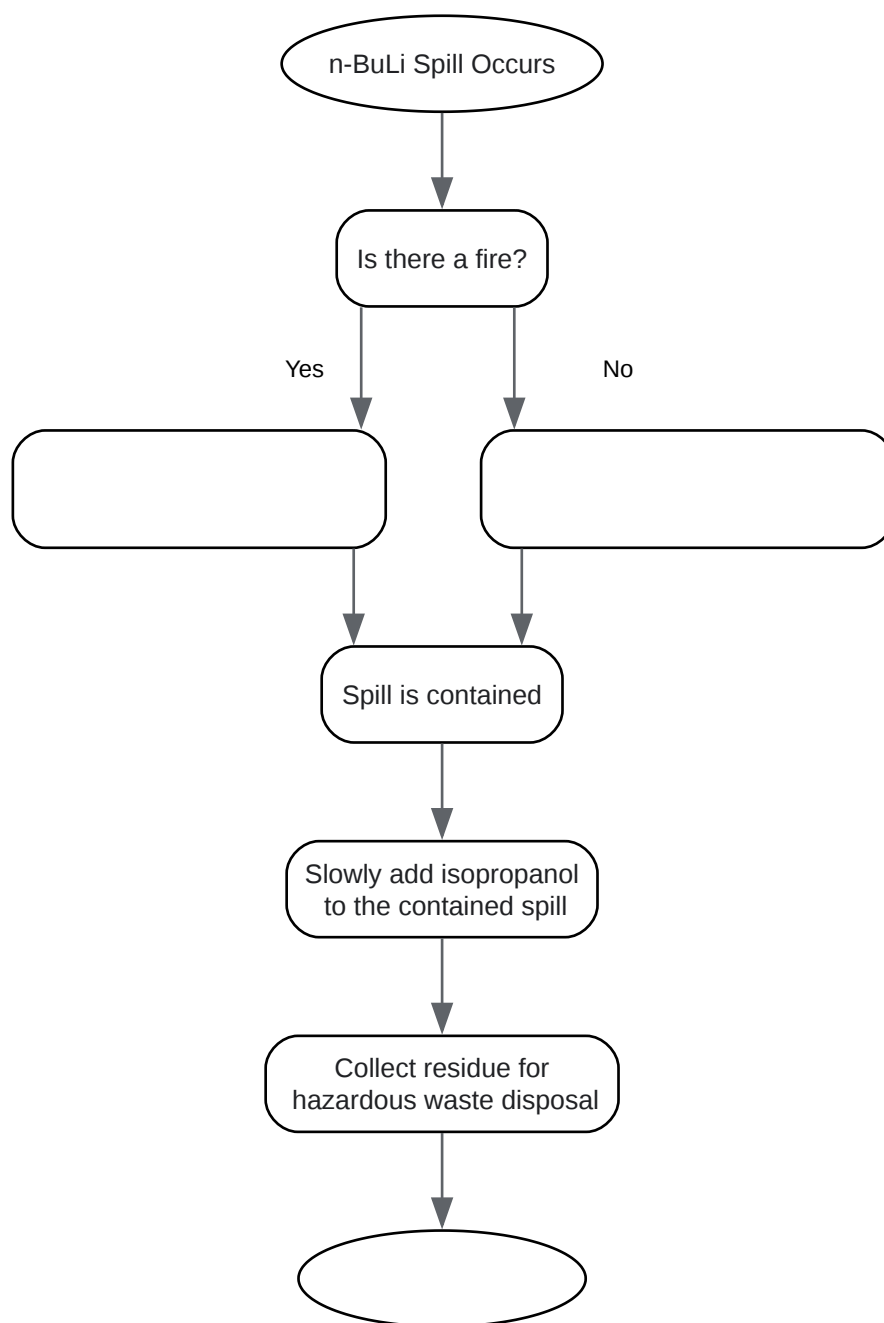 n-BuLi Spill Occurs
Is there a fire?
Yes
No
Spill is contained
Slowly add isopropanol
to the contained spill
Collect residue for
hazardous waste disposal